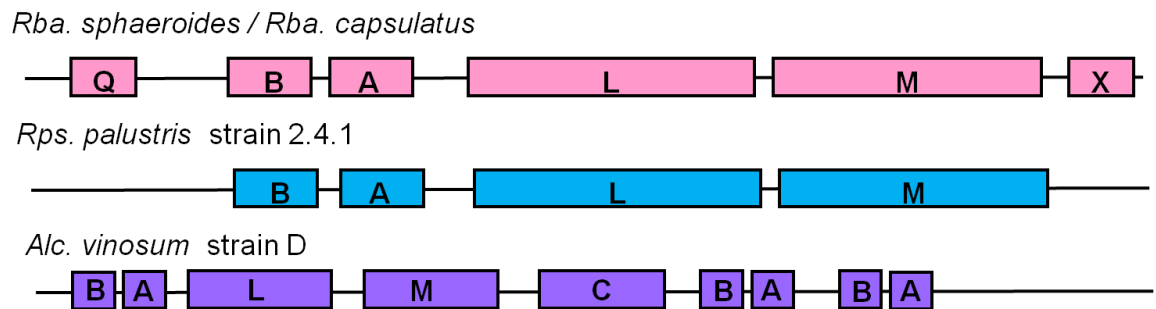 Rba. sphaeroides / Rba. capsulatus
Q B A L M X
Rps. palustris strain 2.4.1
B A L M
Alc. vinosum strain D
B A L M C B A B A